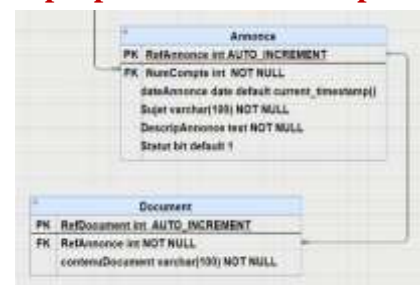 Annonce
PK RefAnnonce int AUTO_INCREMENT
FK NumCompte int NOT NULL
dateAnnonce date default current_timestamp()
Sujet varchar(100) NOT NULL
DescripAnnonce text NOT NULL
Statut bit default 1
Document
PK RefDocument int AUTO_INCREMENT
FK RefAnnonce int NOT NULL
contenuDocument varchar(100) NOT NULL